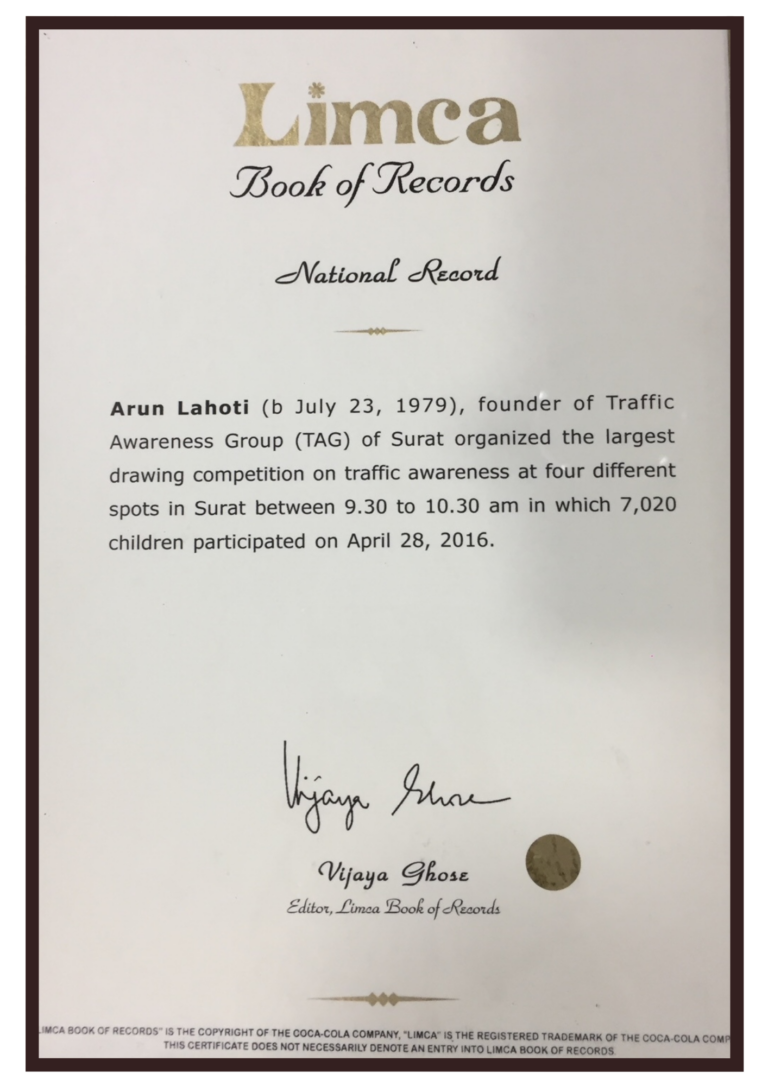 Limca
Book of Records
National Record
Arun Lahoti (b July 23, 1979), founder of Traffic
Awareness Group (TAG) of Surat organized the largest
drawing competition on traffic awareness at four different
spots in Surat between 9.30 to 10.30 am in which 7,020
children participated on April 28, 2016.
Vijaya Ghose
Vijaya Ghose
Editor, Limca Book of Records
IMCA BOOK OF RECORDS" IS THE COPYRIGHT OF THE COCA-COLA COMPANY, "LIMCA" IS THE REGISTERED TRADEMARK OF THE COCA-COLA COMP
THIS CERTIFICATE DOES NOT NECESSARILY DENOTE AN ENTRY INTO LIMCA BOOK OF RECORDS